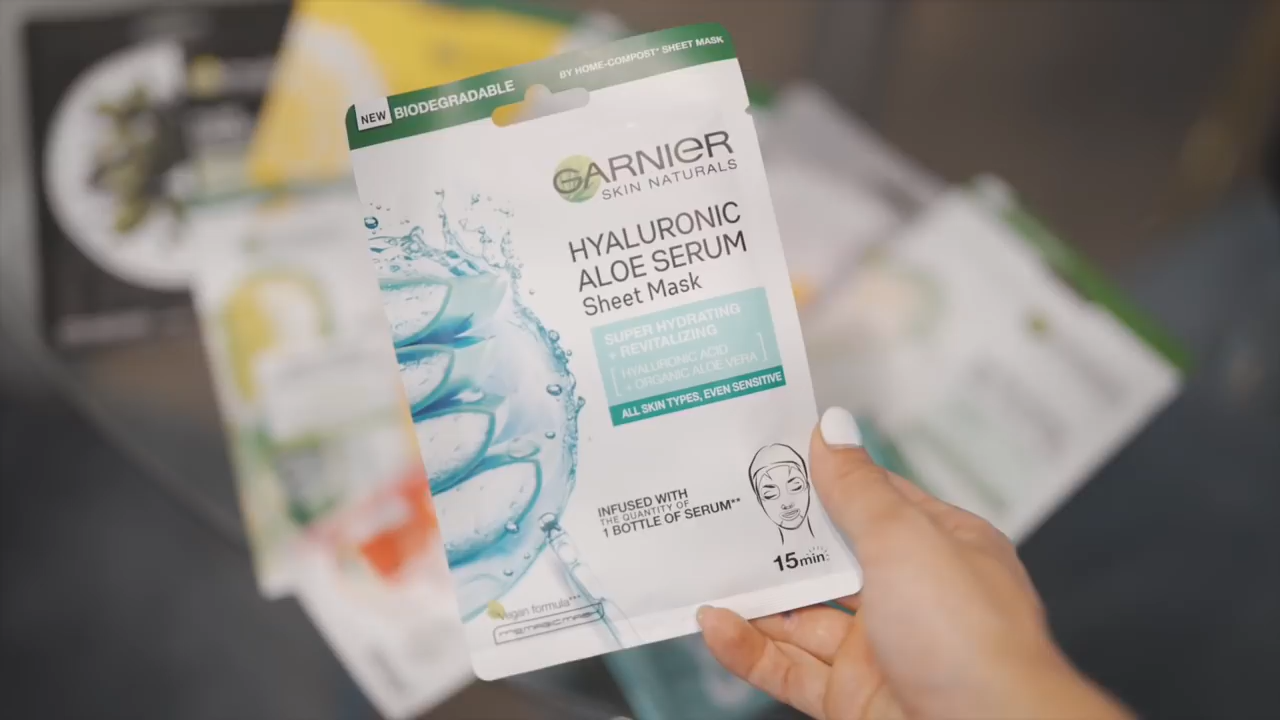 NEW BIODEGRADABLE
BY HOME-COMPOST* SHEET MASK
GARNIER
SKIN NATURALS
HYALURONIC
ALOE SERUM
Sheet Mask
SUPER HYDRATING
+ REVITALIZING
HYALURONIC ACID
+ ORGANIC ALOE VERA
ALL SKIN TYPES, EVEN SENSITIVE
INFUSED WITH
THE QUANTITY OF
1 BOTTLE OF SERUM**
15min
Vegan formula***